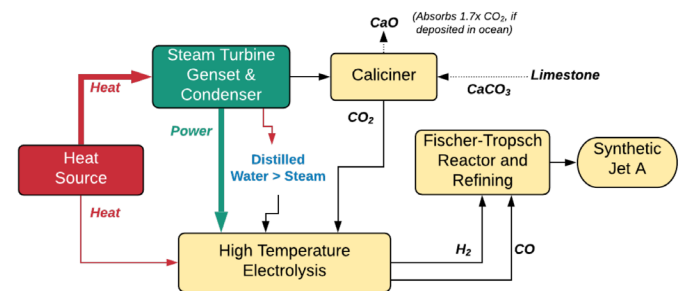 CaO
(Absorbs 1.7x CO₂, if
deposited in ocean)
Steam Turbine
Genset &
Condenser
Caliciner
Limestone
CaCO₃
Heat
Power
CO₂
Distilled
Water > Steam
Fischer-Tropsch
Reactor and
Refining
Synthetic
Jet A
Heat
Source
Heat
High Temperature
Electrolysis
H₂
CO